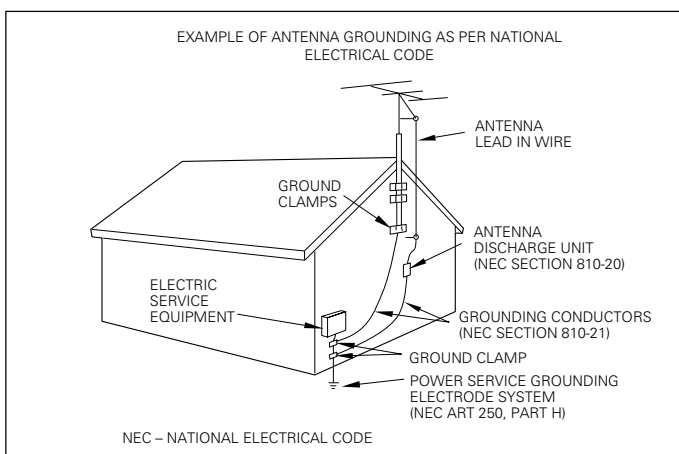 EXAMPLE OF ANTENNA GROUNDING AS PER NATIONAL
ELECTRICAL CODE
ANTENNA
LEAD IN WIRE
GROUND
CLAMPS
ANTENNA
DISCHARGE UNIT
(NEC SECTION 810-20)
ELECTRIC
SERVICE
EQUIPMENT
GROUNDING CONDUCTORS
(NEC SECTION 810-21)
GROUND CLAMP
POWER SERVICE GROUNDING
ELECTRODE SYSTEM
(NEC ART 250, PART H)
NEC – NATIONAL ELECTRICAL CODE